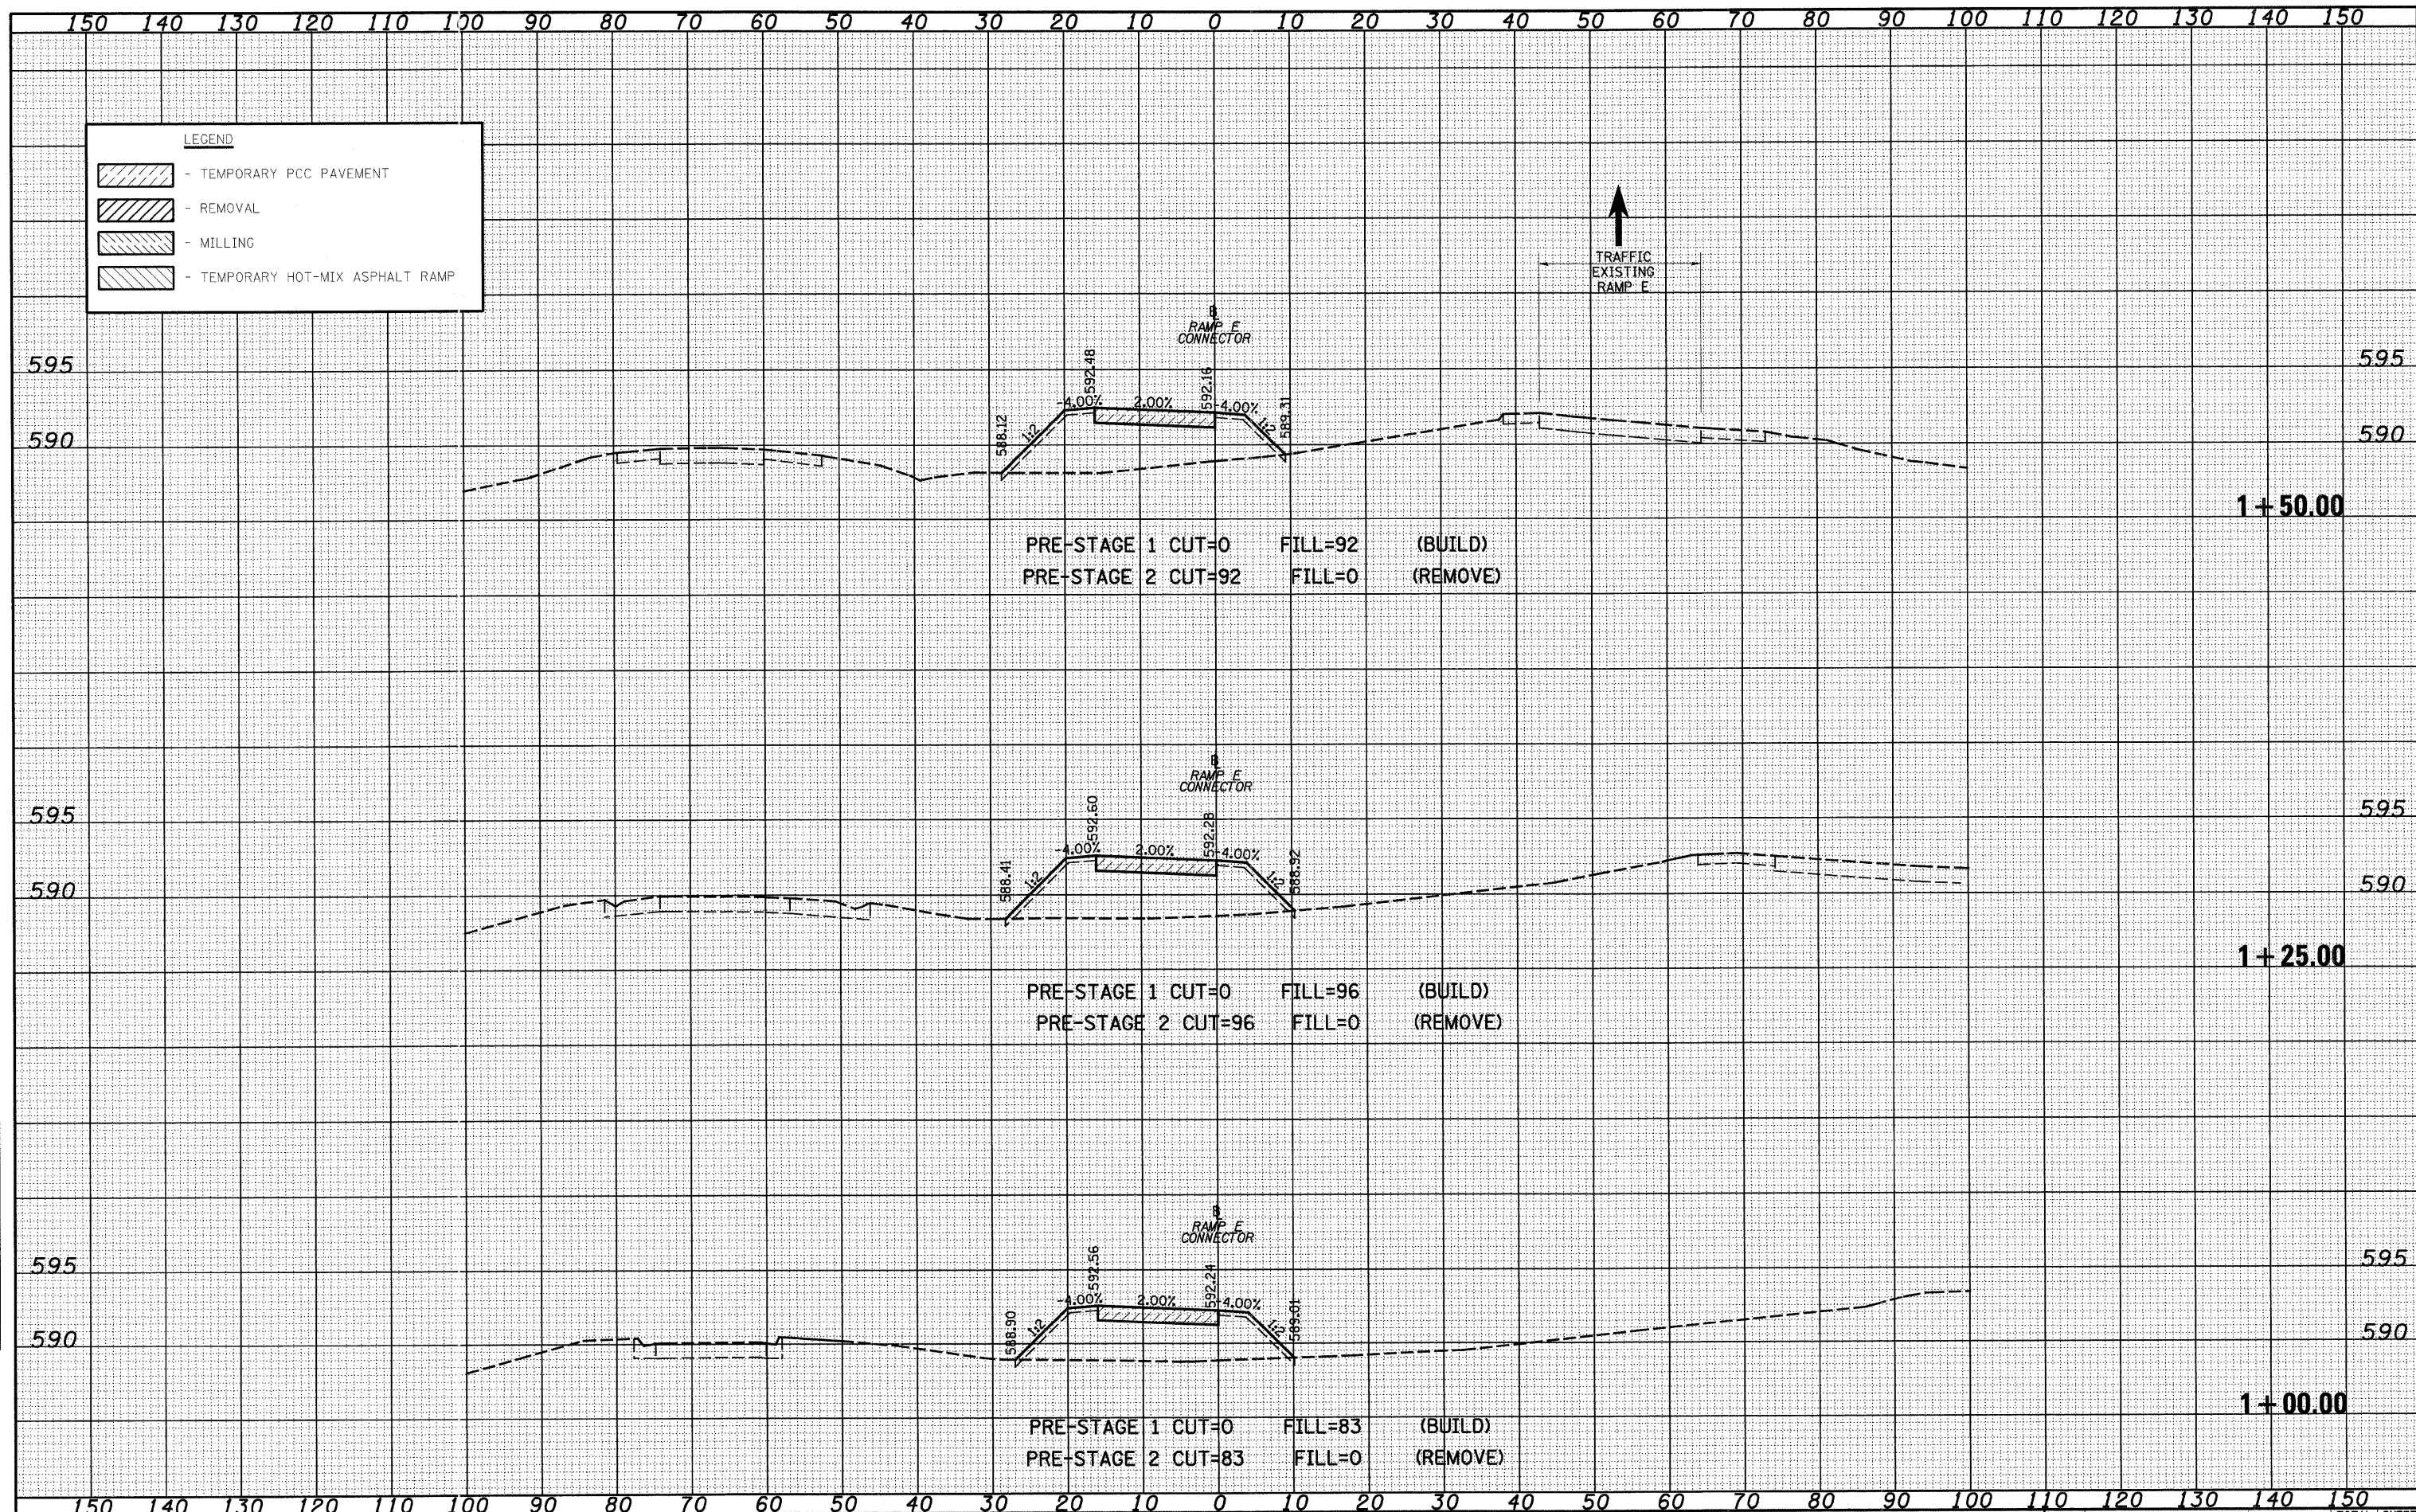 150 140 130 120 110 100 90 80 70 60 50 40 30 20 10 0 10 20 30 40 50 60 70 80 90 100 110 120 130 140 150
LEGEND
- TEMPORARY PCC PAVEMENT
- REMOVAL
- MILLING
- TEMPORARY HOT-MIX ASPHALT RAMP
TRAFFIC
EXISTING
RAMP E
RAMP E
CONNECTOR
595 595
592.48 592.16
-4.00% 2.00% -4.00%
588.12 1:2 1:2 589.31
590 590
1+50.00
PRE-STAGE 1 CUT=0 FILL=92 (BUILD)
PRE-STAGE 2 CUT=92 FILL=0 (REMOVE)
RAMP E
CONNECTOR
595 595
592.60 592.28
-4.00% 2.00% -4.00%
588.41 1:2 1:2 588.92
590 590
1+25.00
PRE-STAGE 1 CUT=0 FILL=96 (BUILD)
PRE-STAGE 2 CUT=96 FILL=0 (REMOVE)
RAMP E
CONNECTOR
595 595
592.56 592.24
-4.00% 2.00% -4.00%
588.90 1:2 1:2 589.01
590 590
1+00.00
PRE-STAGE 1 CUT=0 FILL=83 (BUILD)
PRE-STAGE 2 CUT=83 FILL=0 (REMOVE)
150 140 130 120 110 100 90 80 70 60 50 40 30 20 10 0 10 20 30 40 50 60 70 80 90 100 110 120 130 140 150